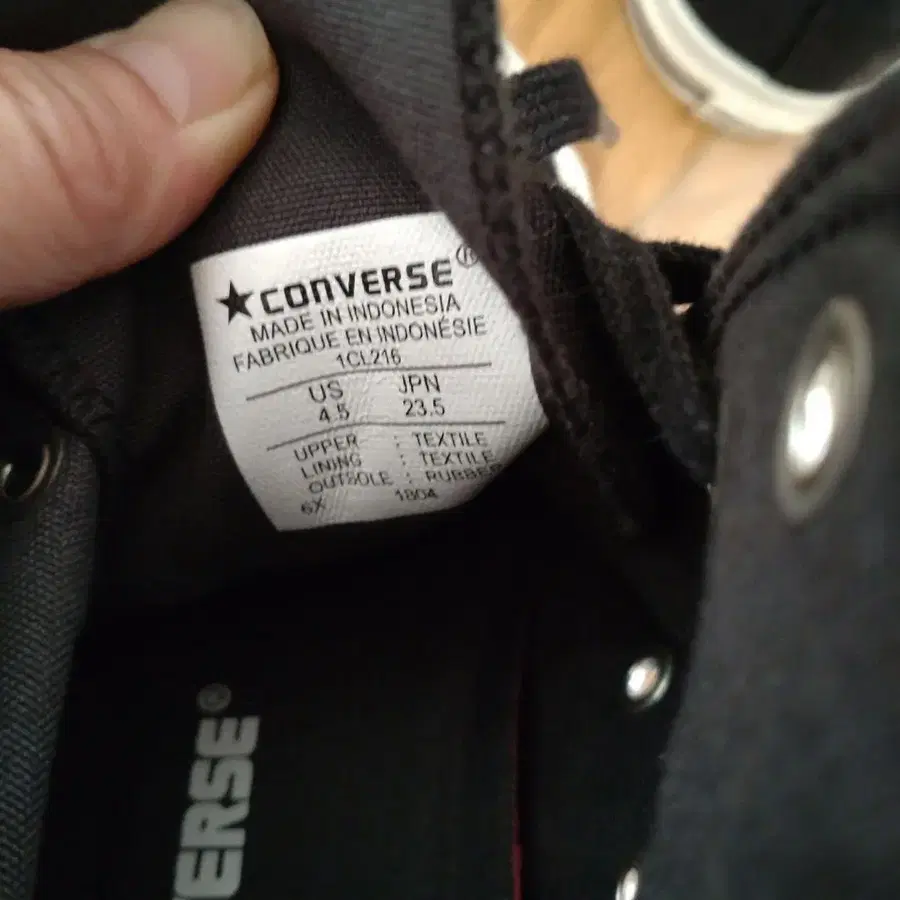 ★CONVERSE®
MADE IN INDONESIA
FABRIQUE EN INDONÉSIE
1CL216
US JPN
4.5 23.5
UPPER : TEXTILE
LINING : TEXTILE
OUTSOLE : RUBBER
6X 1804
ERSE®